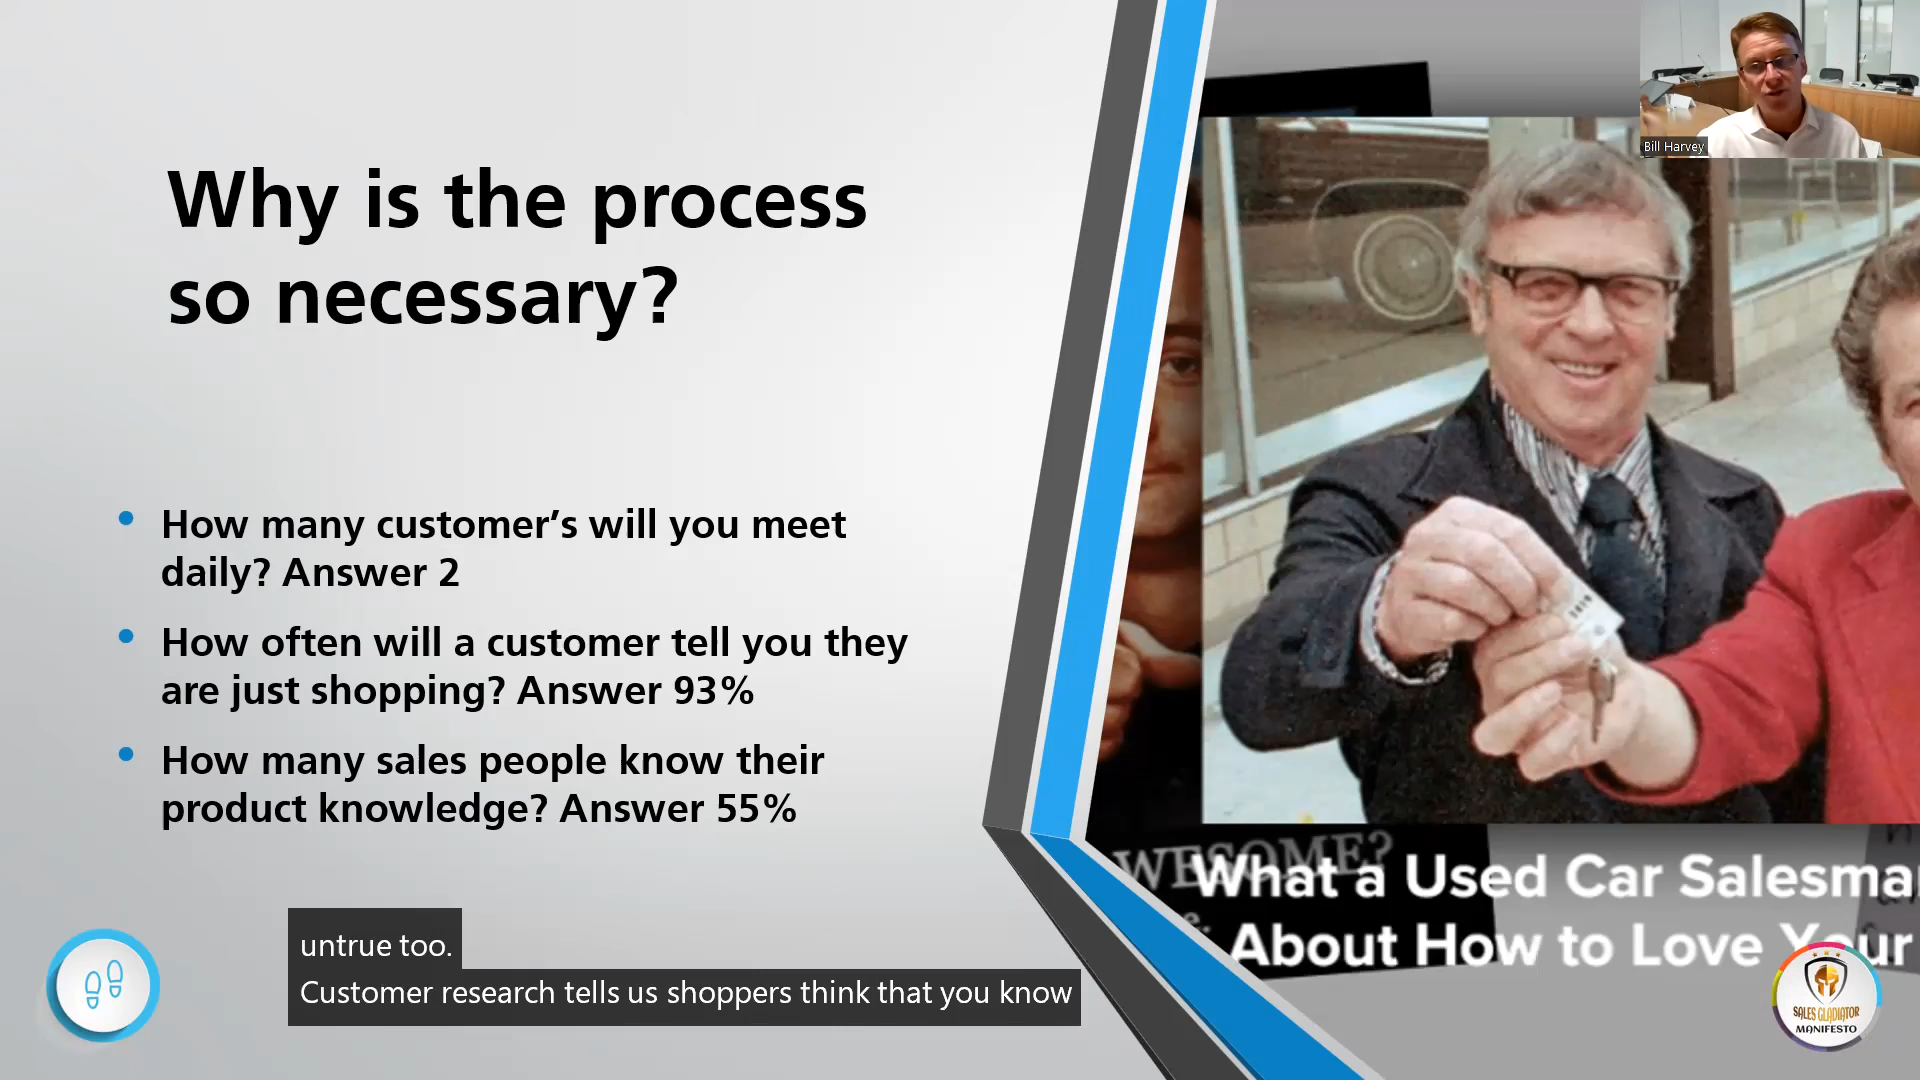 Bill Harvey
Why is the process
so necessary?
How many customer’s will you meet
daily? Answer 2
How often will a customer tell you they
are just shopping? Answer 93%
How many sales people know their
product knowledge? Answer 55%
WESOME?
What a Used Car Salesma
About How to Love Your
untrue too.
Customer research tells us shoppers think that you know
SALES GLADIATOR
MANIFESTO